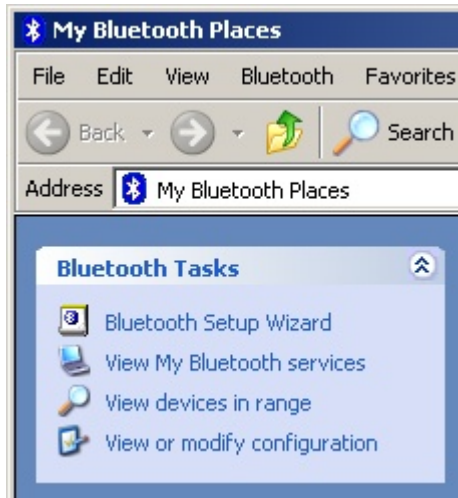 My Bluetooth Places
File Edit View Bluetooth Favorites
Back Search
Address My Bluetooth Places
Bluetooth Tasks
Bluetooth Setup Wizard
View My Bluetooth services
View devices in range
View or modify configuration